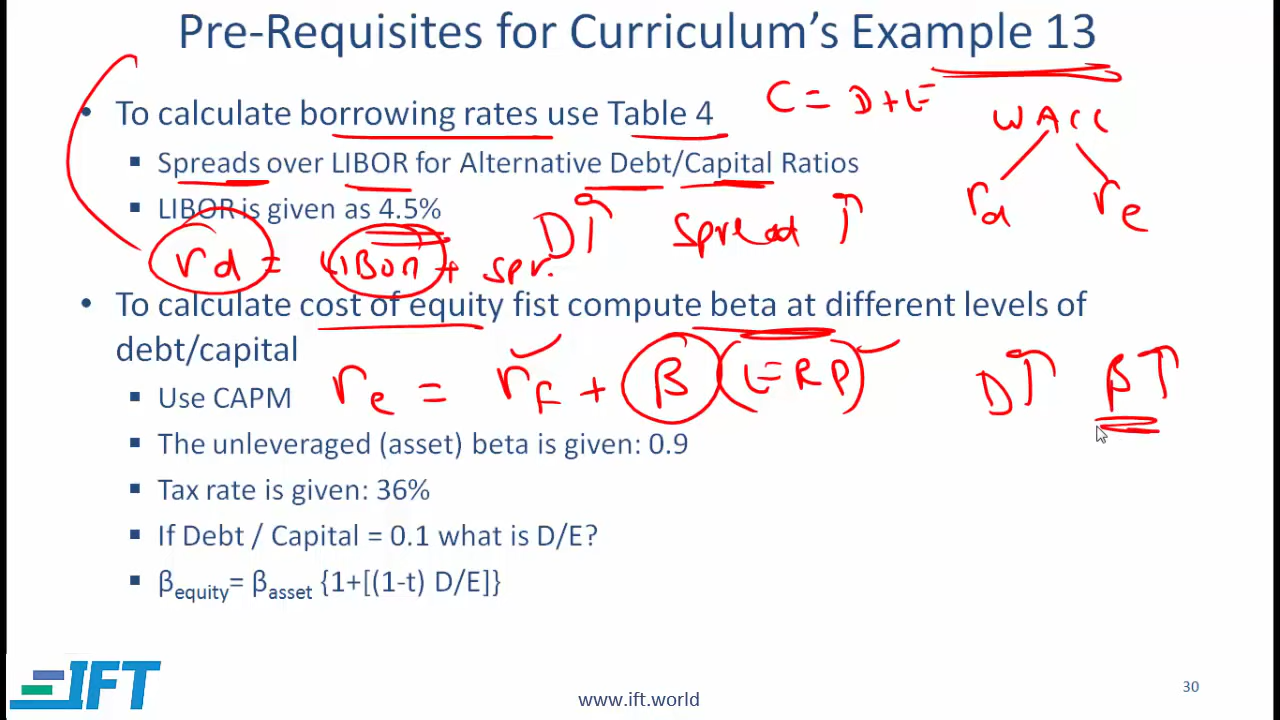 Pre-Requisites for Curriculum's Example 13
• To calculate borrowing rates use Table 4
C = D + E
WACC
▪ Spreads over LIBOR for Alternative Debt/Capital Ratios
rd re
▪ LIBOR is given as 4.5%
D↑ Spread ↑
rd = LIBOR + Spr.
• To calculate cost of equity fist compute beta at different levels of
debt/capital
re = rF + β (ERP)
D↑ β↑
▪ Use CAPM
▪ The unleveraged (asset) beta is given: 0.9
▪ Tax rate is given: 36%
▪ If Debt / Capital = 0.1 what is D/E?
▪ βequity= βasset {1+[(1-t) D/E]}
IFT
www.ift.world
30